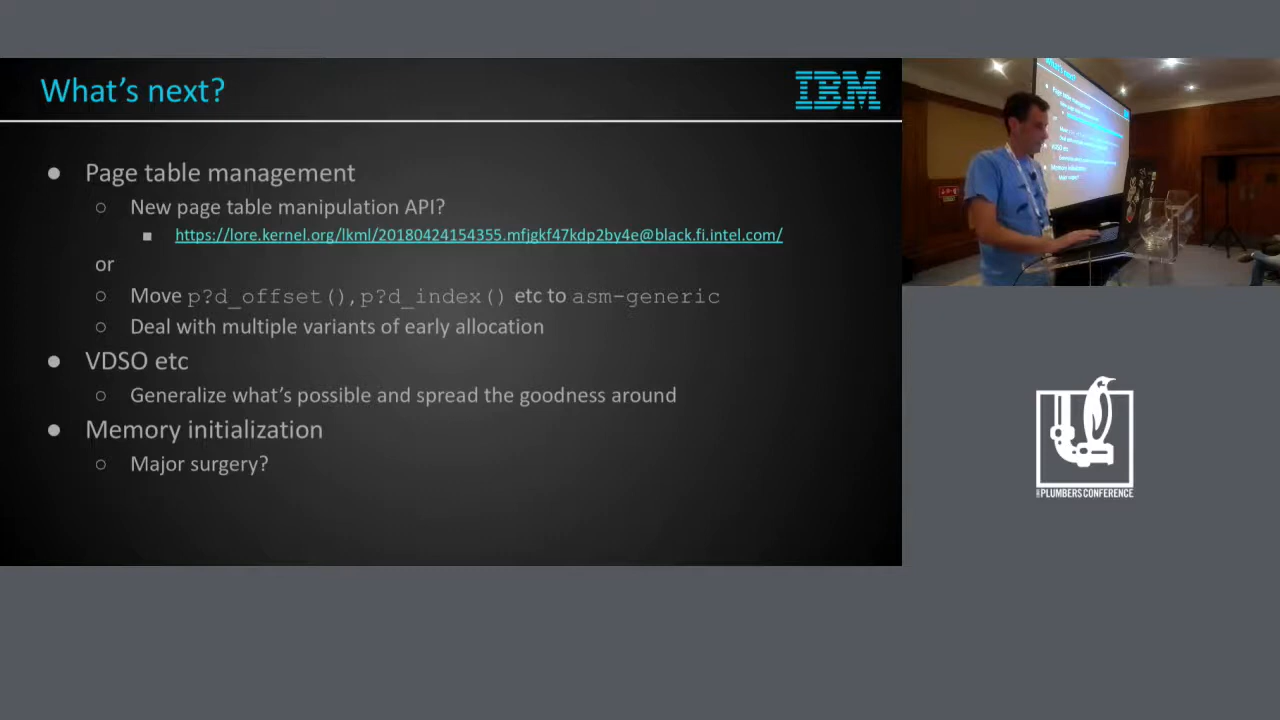 What's next?
IBM
● Page table management
○ New page table manipulation API?
■ https://lore.kernel.org/lkml/20180424154355.mfjgkf47kdp2by4e@black.fi.intel.com/
or
○ Move p?d_offset(), p?d_index() etc to asm-generic
○ Deal with multiple variants of early allocation
● VDSO etc
○ Generalize what's possible and spread the goodness around
● Memory initialization
○ Major surgery?
PLUMBERS CONFERENCE